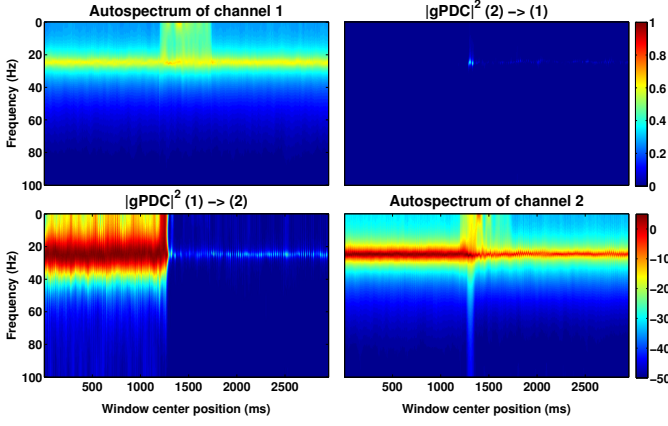 Autospectrum of channel 1
|gPDC|² (2) −> (1)
Frequency (Hz)
0
20
40
60
80
100
1
0.8
0.6
0.4
0.2
0
|gPDC|² (1) −> (2)
Autospectrum of channel 2
Frequency (Hz)
0
20
40
60
80
100
0
−10
−20
−30
−40
−50
500 1000 1500 2000 2500
500 1000 1500 2000 2500
Window center position (ms)
Window center position (ms)